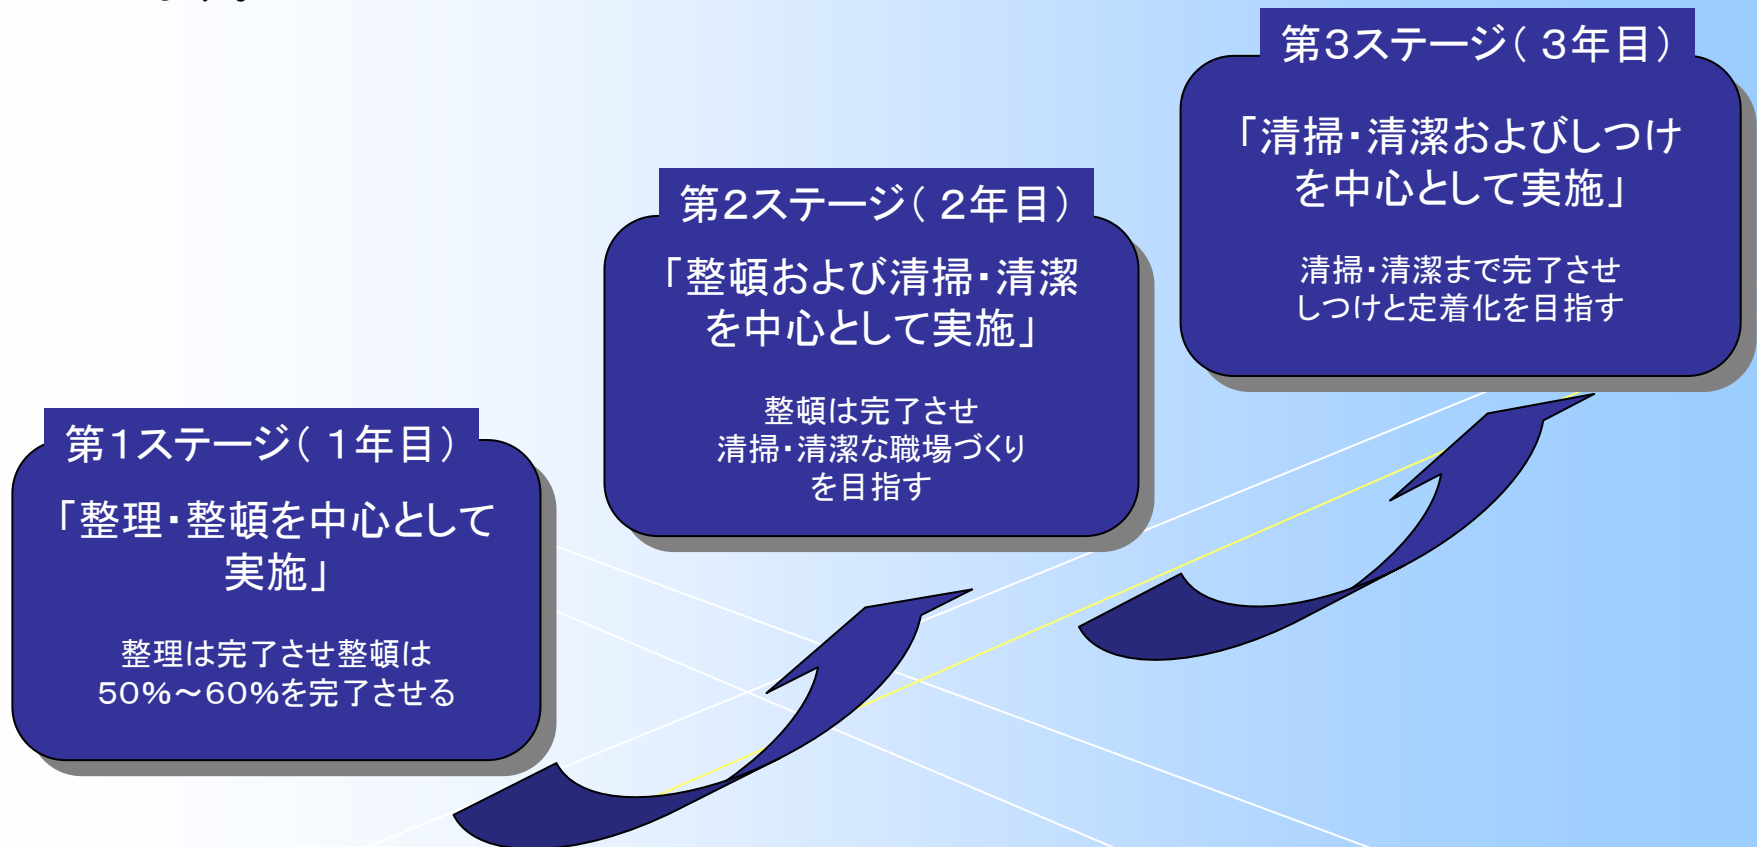 第1ステージ（１年目）
「整理・整頓を中心として
実施」
整理は完了させ整頓は
50%～60%を完了させる
第2ステージ（２年目）
「整頓および清掃・清潔
を中心として実施」
整頓は完了させ
清掃・清潔な職場づくり
を目指す
第3ステージ（３年目）
「清掃・清潔およびしつけ
を中心として実施」
清掃・清潔まで完了させ
しつけと定着化を目指す